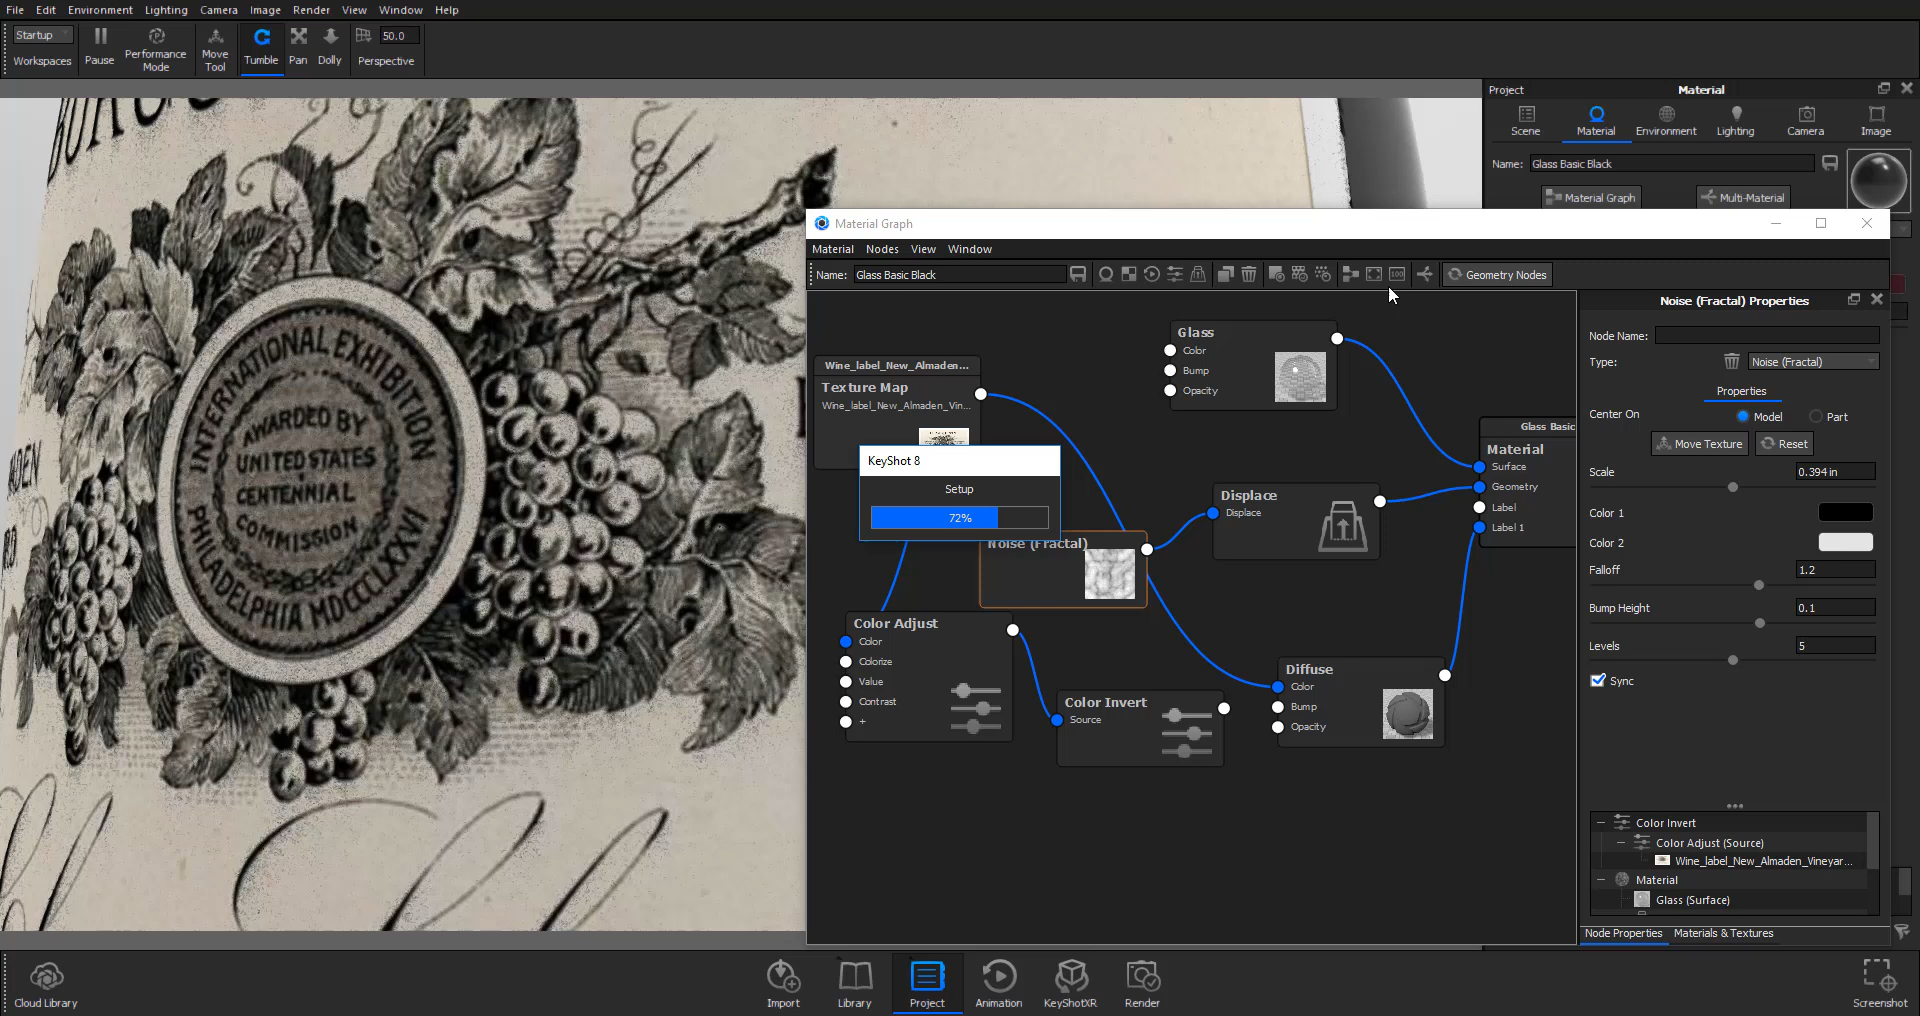 File Edit Environment Lighting Camera Image Render View Window Help
Startup
Workspaces
Pause
Performance Mode
Move Tool
Tumble
Pan
Dolly
50.0
Perspective
Project
Material
Scene
Material
Environment
Lighting
Camera
Image
Name: Glass Basic Black
Material Graph
Multi-Material
INTERNATIONAL EXHIBITION
AWARDED BY
UNITED STATES
CENTENNIAL
COMMISSION
PHILADELPHIA MDCCCLXXVI
Material Graph
Material Nodes View Window
Name: Glass Basic Black
Geometry Nodes
Wine_label_New_Almaden...
Texture Map
Wine_label_New_Almaden_Vin...
KeyShot 8
Setup
72%
Glass
Color
Bump
Opacity
Displace
Displace
Glass Basic
Material
Surface
Geometry
Label
Label 1
Noise (Fractal)
Color Adjust
Color
Colorize
Value
Contrast
+
Color Invert
Source
Diffuse
Color
Bump
Opacity
Noise (Fractal) Properties
Node Name:
Type: Noise (Fractal)
Properties
Center On Model Part
Move Texture Reset
Scale 0.394 in
Color 1
Color 2
Falloff 1.2
Bump Height 0.1
Levels 5
Sync
Color Invert
Color Adjust (Source)
Wine_label_New_Almaden_Vineyar...
Material
Glass (Surface)
Node Properties Materials & Textures
Cloud Library
Import
Library
Project
Animation
KeyShotXR
Render
Screenshot